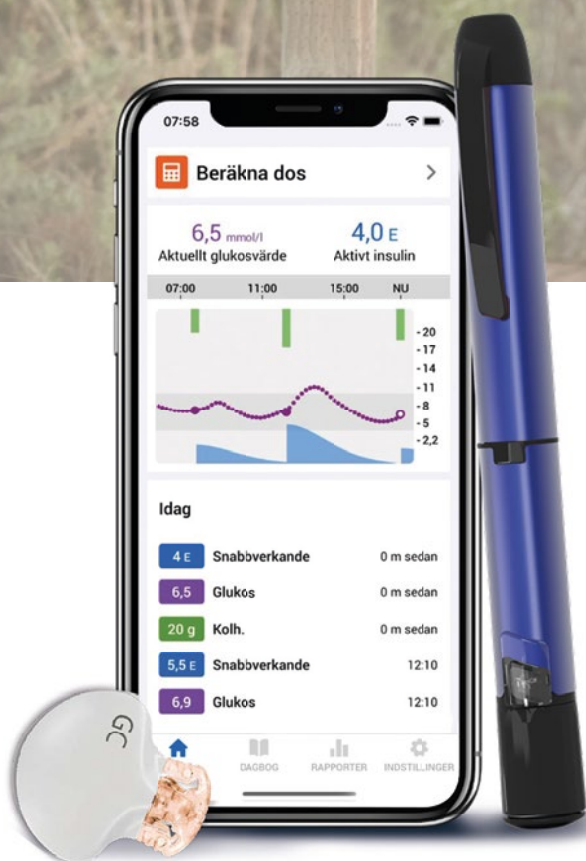 07:58
Beräkna dos
6,5 mmol/l 4,0 E
Aktuellt glukosvärde Aktivt insulin
07:00 11:00 15:00 NU
-20
-17
-14
-11
-8
-5
-2,2
Idag
4 E Snabbverkande 0 m sedan
6,5 Glukos 0 m sedan
20 g Kolh. 0 m sedan
5,5 E Snabbverkande 12:10
6,9 Glukos 12:10
DAGBOG RAPPORTER INDSTILLINGER
GC